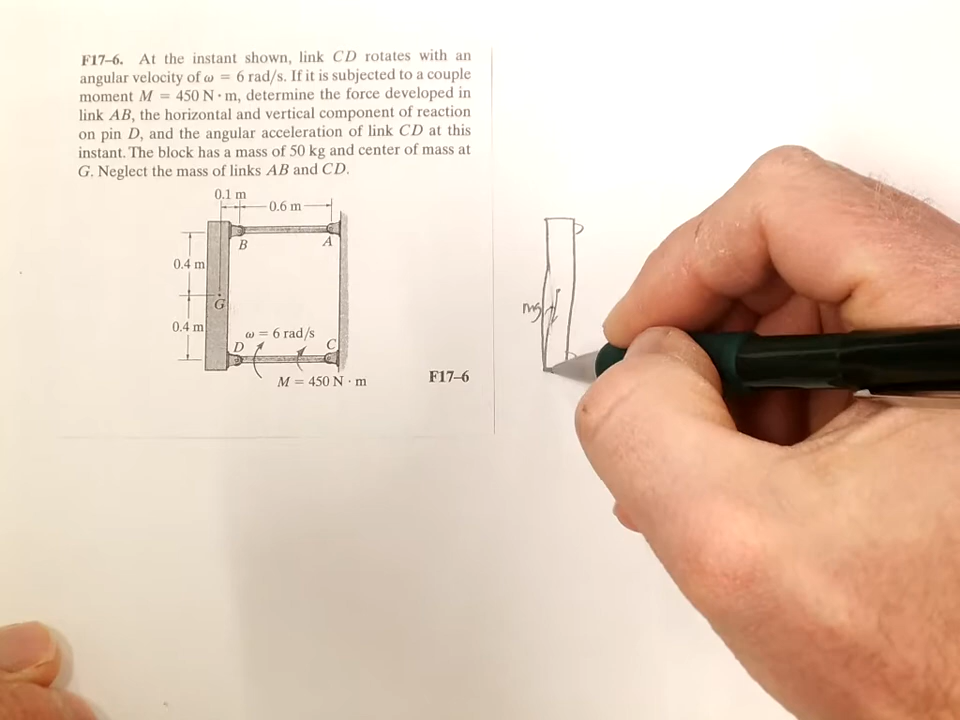 F17–6. At the instant shown, link CD rotates with an
angular velocity of ω = 6 rad/s. If it is subjected to a couple
moment M = 450 N · m, determine the force developed in
link AB, the horizontal and vertical component of reaction
on pin D, and the angular acceleration of link CD at this
instant. The block has a mass of 50 kg and center of mass at
G. Neglect the mass of links AB and CD.
0.1 m
0.6 m
B
A
0.4 m
G
mg
0.4 m
ω = 6 rad/s
D
C
M = 450 N · m
F17–6